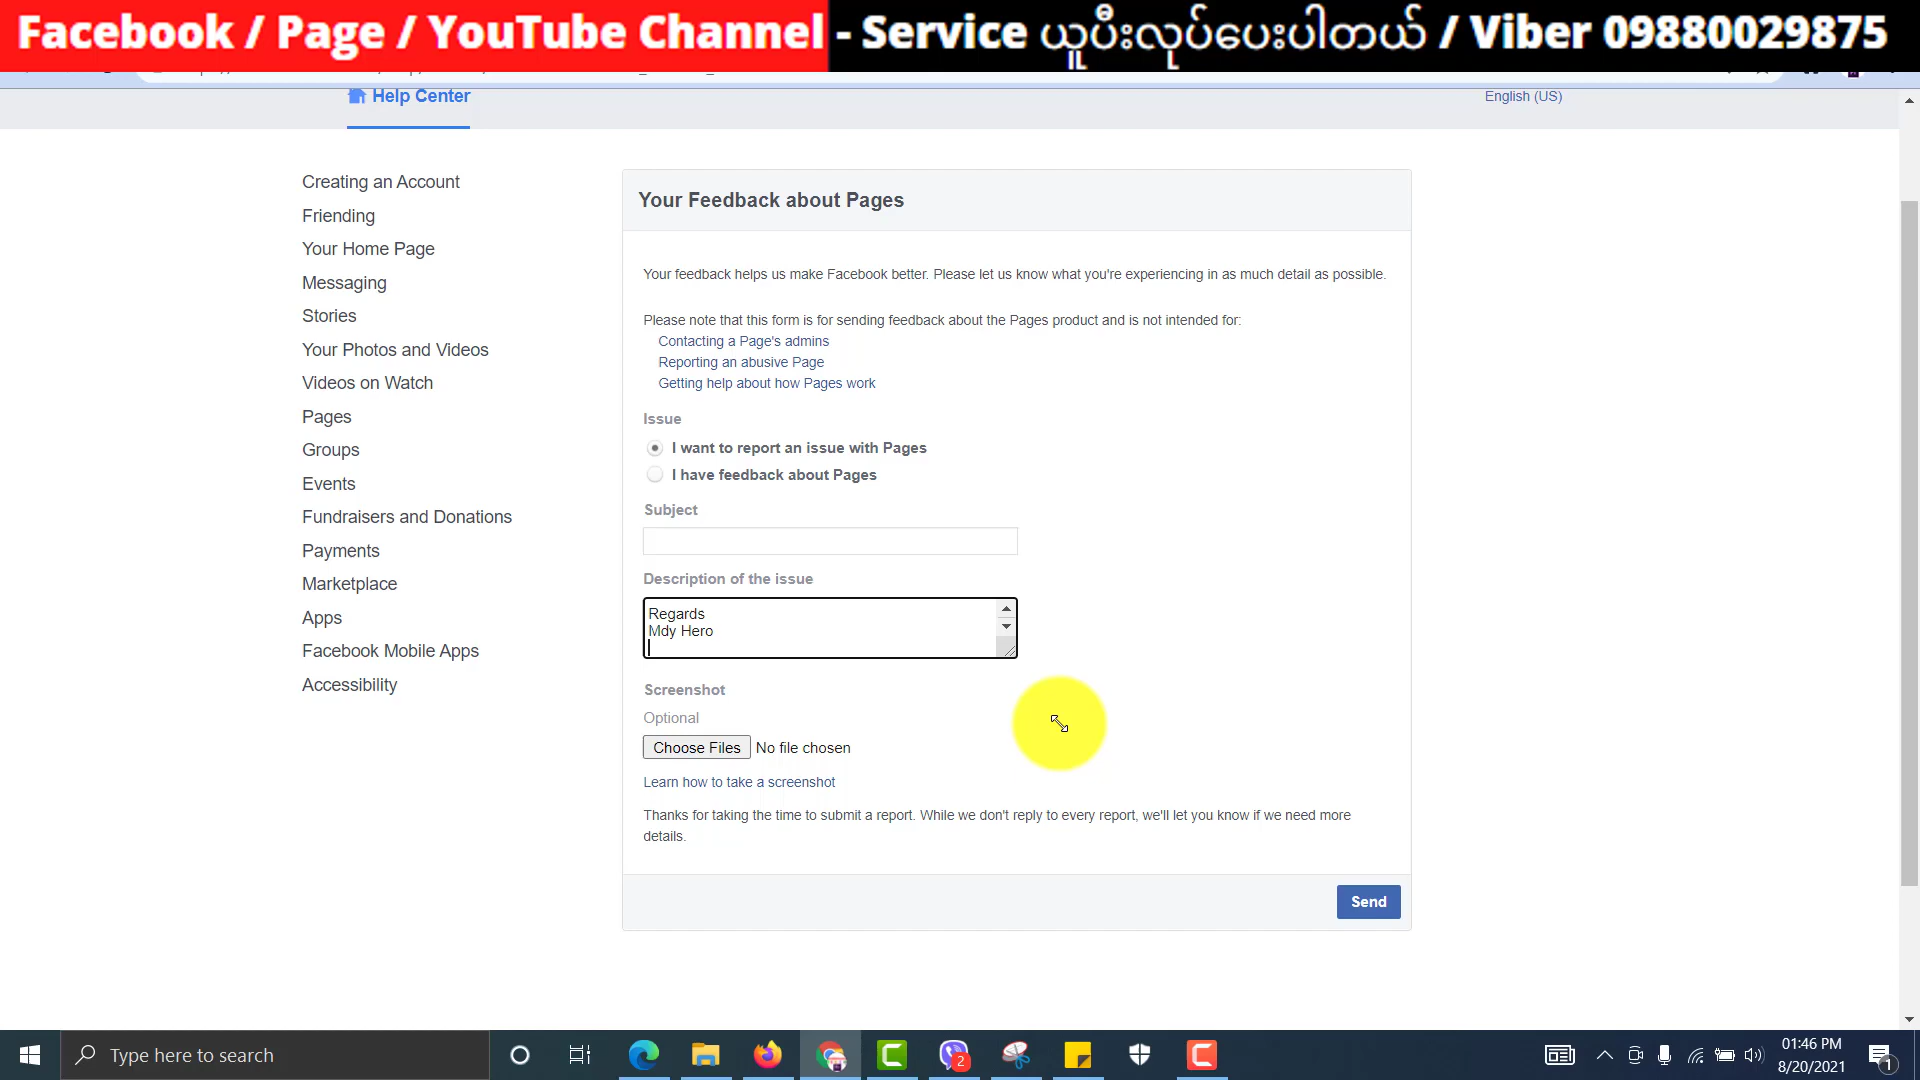 Facebook / Page / YouTube Channel - Service ယူပီးလုပ်ပေးပါတယ် / Viber 09880029875
Help Center
English (US)
Creating an Account
Friending
Your Home Page
Messaging
Stories
Your Photos and Videos
Videos on Watch
Pages
Groups
Events
Fundraisers and Donations
Payments
Marketplace
Apps
Facebook Mobile Apps
Accessibility
Your Feedback about Pages
Your feedback helps us make Facebook better. Please let us know what you're experiencing in as much detail as possible.
Please note that this form is for sending feedback about the Pages product and is not intended for:
Contacting a Page's admins
Reporting an abusive Page
Getting help about how Pages work
Issue
I want to report an issue with Pages
I have feedback about Pages
Subject
Description of the issue
Regards
Mdy Hero
Screenshot
Optional
Choose Files No file chosen
Learn how to take a screenshot
Thanks for taking the time to submit a report. While we don't reply to every report, we'll let you know if we need more
details.
Send
Type here to search
2
01:46 PM
8/20/2021
1